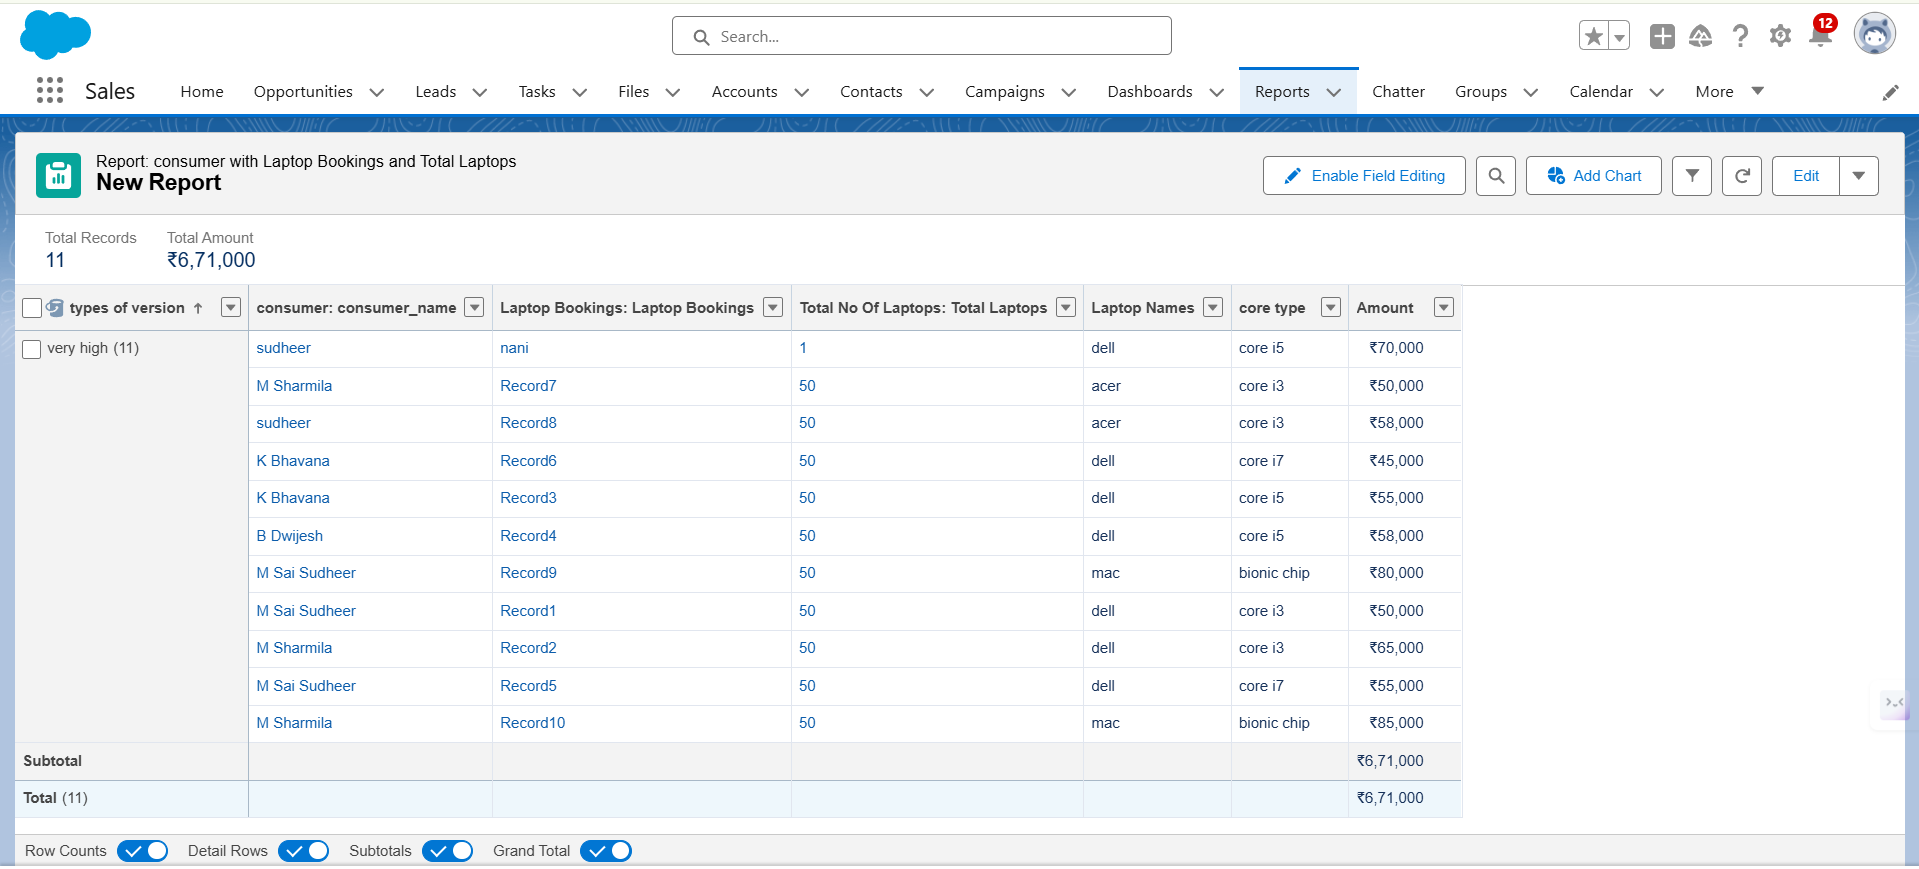 Search...
12
Sales Home Opportunities Leads Tasks Files Accounts Contacts Campaigns Dashboards Reports Chatter Groups Calendar More
Report: consumer with Laptop Bookings and Total Laptops
New Report
Enable Field Editing Add Chart Edit
Total Records Total Amount
11 ₹6,71,000
types of version ↑ consumer: consumer_name Laptop Bookings: Laptop Bookings Total No Of Laptops: Total Laptops Laptop Names core type Amount
very high (11) sudheer nani 1 dell core i5 ₹70,000
M Sharmila Record7 50 acer core i3 ₹50,000
sudheer Record8 50 acer core i3 ₹58,000
K Bhavana Record6 50 dell core i7 ₹45,000
K Bhavana Record3 50 dell core i5 ₹55,000
B Dwijesh Record4 50 dell core i5 ₹58,000
M Sai Sudheer Record9 50 mac bionic chip ₹80,000
M Sai Sudheer Record1 50 dell core i3 ₹50,000
M Sharmila Record2 50 dell core i3 ₹65,000
M Sai Sudheer Record5 50 dell core i7 ₹55,000
M Sharmila Record10 50 mac bionic chip ₹85,000
Subtotal ₹6,71,000
Total (11) ₹6,71,000
Row Counts Detail Rows Subtotals Grand Total